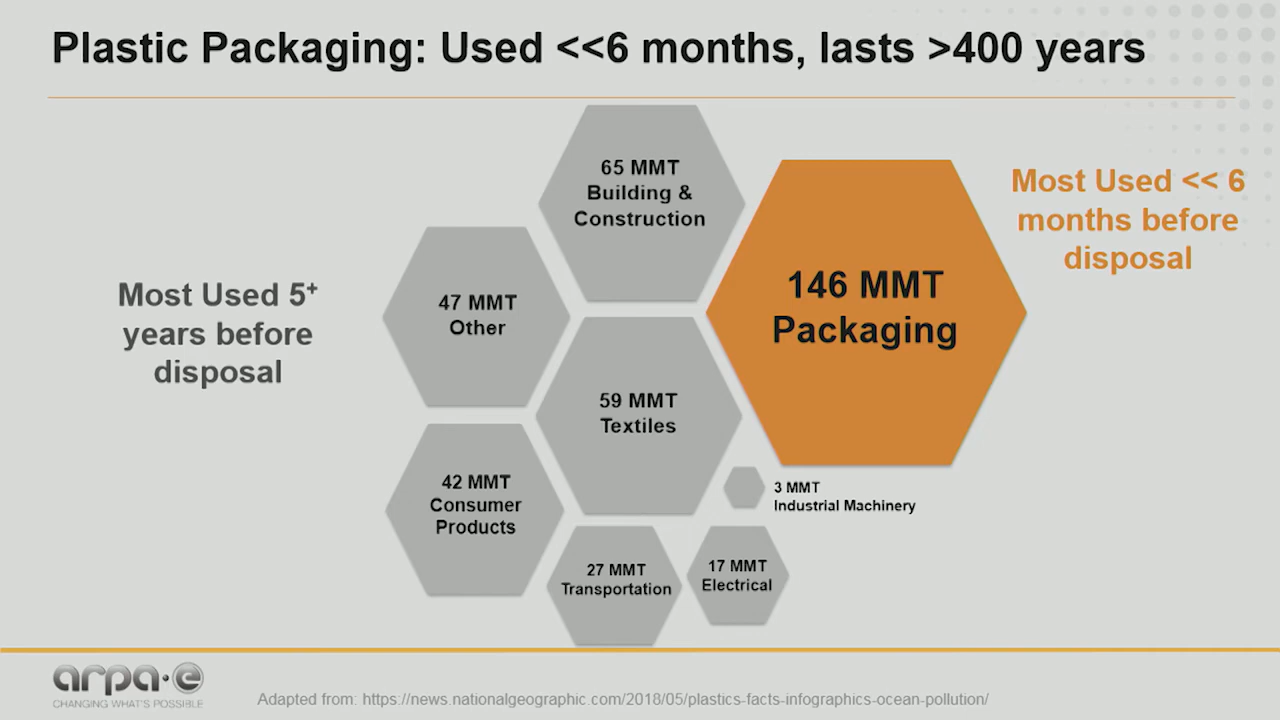 Plastic Packaging: Used <<6 months, lasts >400 years
65 MMT
Building &
Construction
146 MMT
Packaging
Most Used << 6
months before
disposal
Most Used 5⁺
years before
disposal
47 MMT
Other
59 MMT
Textiles
42 MMT
Consumer
Products
3 MMT
Industrial Machinery
27 MMT
Transportation
17 MMT
Electrical
arpa·e
CHANGING WHAT'S POSSIBLE
Adapted from: https://news.nationalgeographic.com/2018/05/plastics-facts-infographics-ocean-pollution/